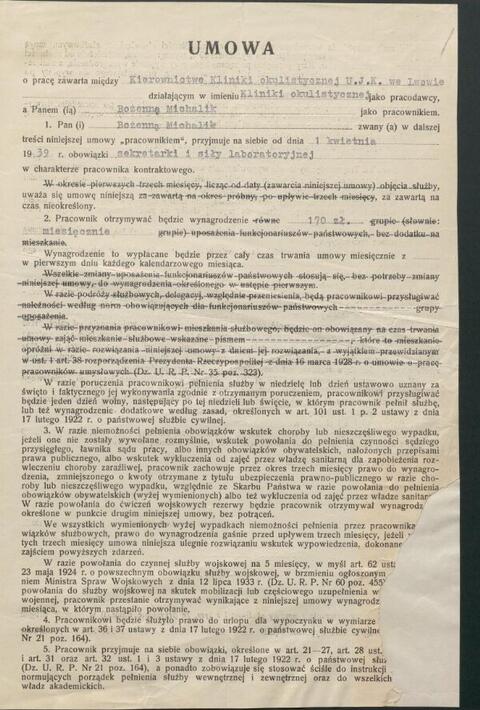 UMOWA
o pracę zawarta między Kierownictwem Kliniki okulistycznej U.J.K. we Lwowie
działającym w imieniu Kliniki okulistycznej jako pracodawcy,
a Panem (ią) Bożenną Michalik jako pracownikiem.
1. Pan (i) Bożenna Michalik zwany (a) w dalszej
treści niniejszej umowy „pracownikiem", przyjmuje na siebie od dnia 1 kwietnia
1939 r. obowiązki sekretarki i siły laboratoryjnej
w charakterze pracownika kontraktowego.
W okresie pierwszych trzech miesięcy, licząc od daty (zawarcia niniejszej umowy) objęcia służby,
uważa się umowę niniejszą za zawartą na okres próbny, po upływie trzech miesięcy, za zawartą na
czas nieokreślony.
2. Pracownik otrzymywać będzie wynagrodzenie równe 170 zł. grupie (słownie:
miesięcznie grupie) uposażenia funkcjonariuszów państwowych, bez dodatku na
mieszkanie.
Wynagrodzenie to wypłacane będzie przez cały czas trwania umowy miesięcznie z
w pierwszym dniu każdego kalendarzowego miesiąca.
Wszelkie zmiany uposażenia funkcjonariuszów państwowych stosują się, bez potrzeby zmiany
niniejszej umowy, do wynagrodzenia określonego w ustępie pierwszym.
W razie podróży służbowych, delegacyj, względnie przeniesienia, będą pracownikowi przysługiwać
należności według norm obowiązujących dla funkcjonariuszów państwowych grupy
uposażenia.
W razie przyznania pracownikowi mieszkania służbowego, będzie on obowiązany na czas trwania
umowy zająć mieszkanie służbowe wskazane pismem , które to mieszkanie
opróżni w razie rozwiązania niniejszej umowy z dniem jej rozwiązania, z wyjątkiem przewidzianym
w ust. 1 art. 38 rozporządzenia Prezydenta Rzeczypospolitej z dnia 16 marca 1928 r. o umowie o pracę
pracowników umysłowych (Dz. U. R. P. Nr 35 poz. 323).
W razie poruczenia pracownikowi pełnienia służby w niedzielę lub dzień ustawowo uznany za
święto i faktycznego jej wykonywania zgodnie z otrzymanym poruczeniem, pracownikowi przysługiwać
będzie jeden dzień wolny, następujący po tej niedzieli lub święcie, w którym pracownik pełnił służbę,
lub też wynagrodzenie dodatkowe według zasad, określonych w art. 101 ust. 1 p. 2 ustawy z dnia
17 lutego 1922 r. o państwowej służbie cywilnej.
3. W razie niemożności pełnienia obowiązków wskutek choroby lub nieszczęśliwego wypadku,
jeżeli one nie zostały wywołane rozmyślnie, wskutek powołania do pełnienia czynności sędziego
przysięgłego, ławnika sądu pracy, albo innych obowiązków obywatelskich, nałożonych przepisami
prawa publicznego, albo wskutek odjęcia od zajęć przez władzę sanitarną dla zapobieżenia roz-
wleczeniu choroby zaraźliwej, pracownik zachowuje przez okres trzech miesięcy prawo do wynagro-
dzenia, zmniejszonego o kwoty otrzymane z tytułu ubezpieczenia prawno-publicznego w razie cho-
roby lub nieszczęśliwego wypadku, względnie ze Skarbu Państwa w razie powołania do pełnienia
obowiązków obywatelskich (wyżej wymienionych) albo też wykluczenia od zajęć przez władze sanitarne
W razie powołania do ćwiczeń wojskowych rezerwy będzie pracownik otrzymywał wynagrodzenie
określone w punkcie drugim niniejszej umowy, bez potrąceń.
We wszystkich wymienionych wyżej wypadkach niemożności pełnienia przez pracownika
wiązków służbowych, prawo do wynagrodzenia gaśnie przed upływem trzech miesięcy, jeżeli
tych trzech miesięcy umowa niniejsza ulegnie rozwiązaniu wskutek wypowiedzenia, dokonane
zajściem powyższych zdarzeń.
W razie powołania do czynnej służby wojskowej na 5 miesięcy, w myśl art. 62 ustaw
23 maja 1924 r. o powszechnym obowiązku służby wojskowej, w brzmieniu ogłoszonym
niem Ministra Spraw Wojskowych z dnia 12 lipca 1933 r. (Dz. U. R. P. Nr 60 poz. 455)
powołania do służby wojskowej na skutek mobilizacji lub częściowego uzupełnienia w
wojennej, pracownik przestanie otrzymywać wynikające z niniejszej umowy wynagrodz
miesiąca, w którym nastąpiło powołanie.
4. Pracownikowi będzie służyło prawo do urlopu dla wypoczynku w wymiarze
określonych w art. 36 i 37 ustawy z dnia 17 lutego 1922 r. o państwowej służbie cywilne
Nr 21 poz. 164).
5. Pracownik przyjmuje na siebie obowiązki, określone w art. 21—27, art. 28 ust.
i art. 31 oraz art. 32 ust. 1 i 3 ustawy z dnia 17 lutego 1922 r. o państwowej służ
(Dz. U. R. P. Nr 21 poz. 164), a ponadto zobowiązuje się stosować ściśle do instrukc
normujących porządek pełnienia służby wewnętrznej i zewnętrznej oraz do wszelkich
władz akademickich.